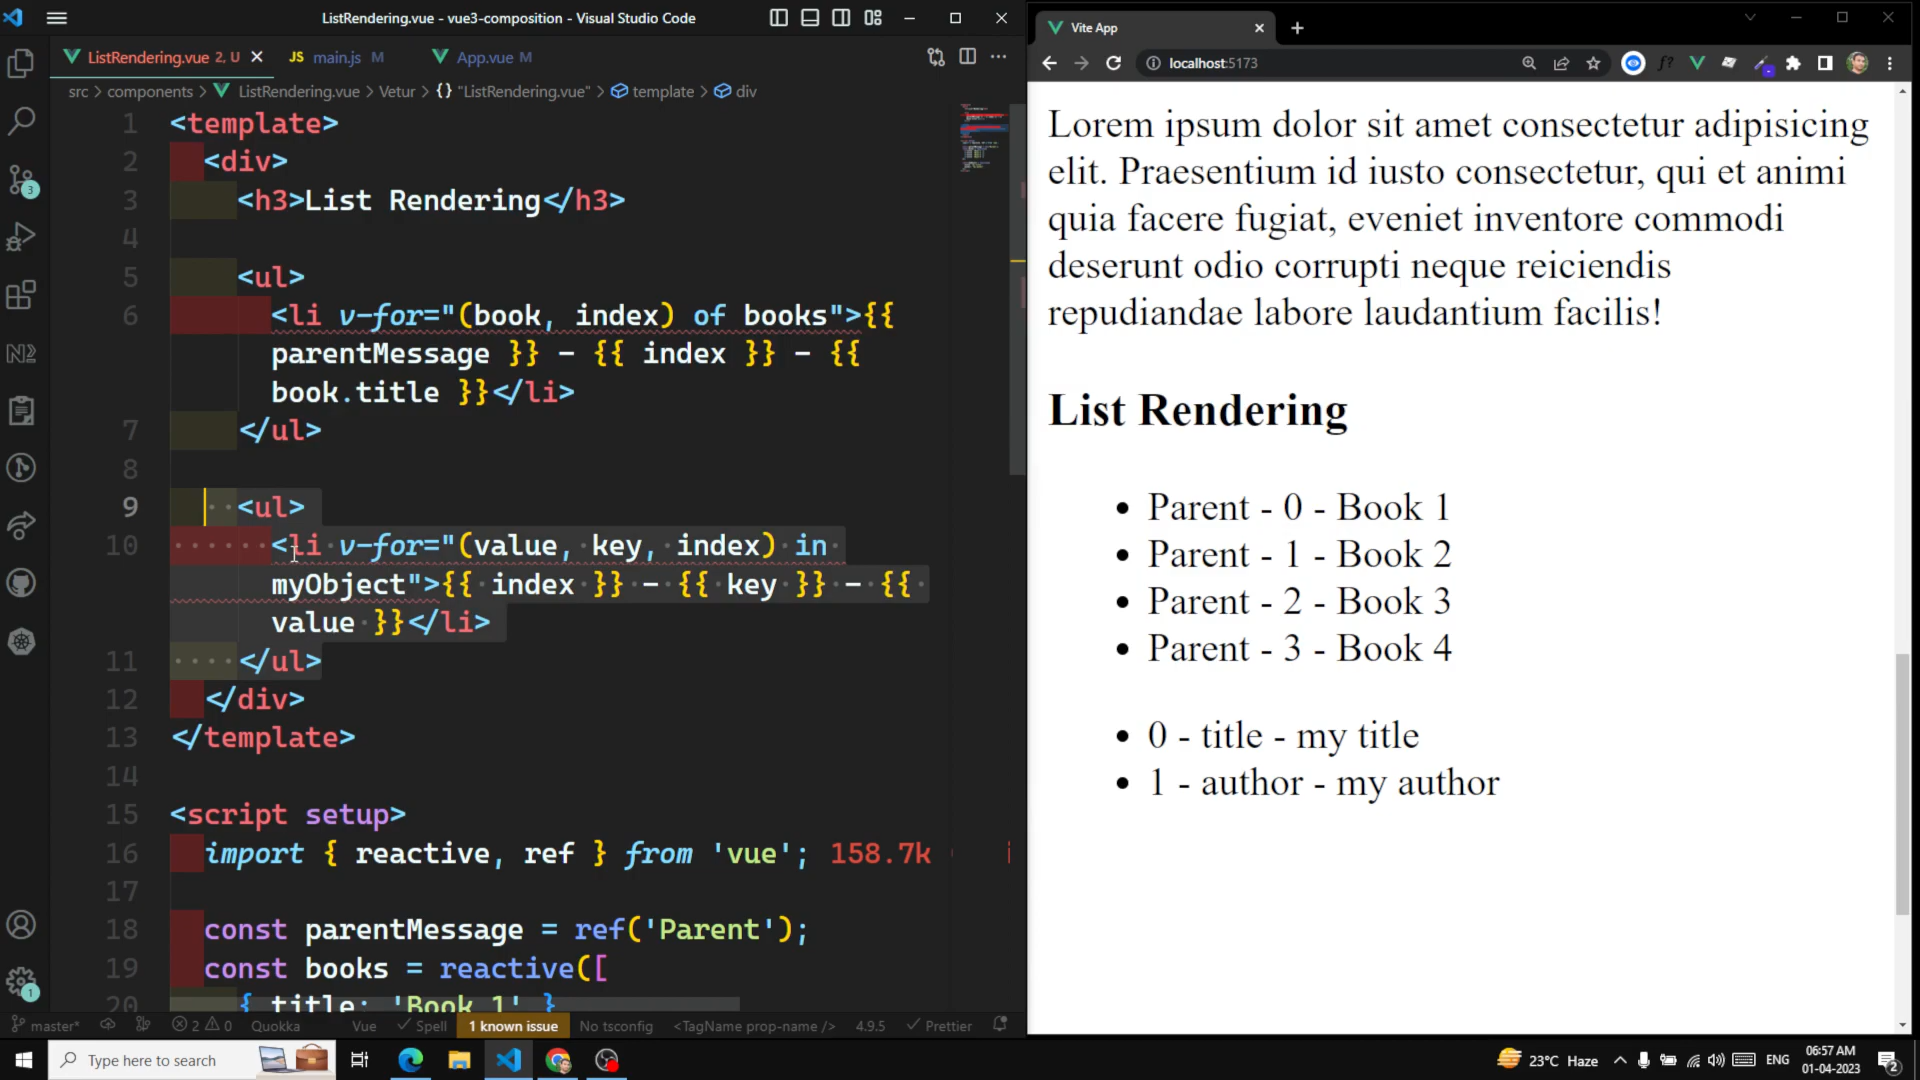 ListRendering.vue - vue3-composition - Visual Studio Code
ListRendering.vue 2, U
JS main.js M
App.vue M
src > components > ListRendering.vue > Vetur > {} "ListRendering.vue" > template > div
1 <template>
2 <div>
3 <h3>List Rendering</h3>
4
5 <ul>
6 <li v-for="(book, index) of books">{{
parentMessage }} - {{ index }} - {{
book.title }}</li>
7 </ul>
8
9 <ul>
10 <li v-for="(value, key, index) in
myObject">{{ index }} - {{ key }} - {{
value }}</li>
11 </ul>
12 </div>
13 </template>
14
15 <script setup>
16 import { reactive, ref } from 'vue'; 158.7k
17
18 const parentMessage = ref('Parent');
19 const books = reactive([
20 { title: 'Book 1' }
3
N2
1
master*
2 0
Quokka
Vue
Spell
1 known issue
No tsconfig
<TagName prop-name />
4.9.5
Prettier
Vite App
localhost:5173
f?
Lorem ipsum dolor sit amet consectetur adipisicing
elit. Praesentium id iusto consectetur, qui et animi
quia facere fugiat, eveniet inventore commodi
deserunt odio corrupti neque reiciendis
repudiandae labore laudantium facilis!
List Rendering
• Parent - 0 - Book 1
• Parent - 1 - Book 2
• Parent - 2 - Book 3
• Parent - 3 - Book 4
• 0 - title - my title
• 1 - author - my author
Type here to search
23°C Haze
ENG
06:57 AM
01-04-2023
2